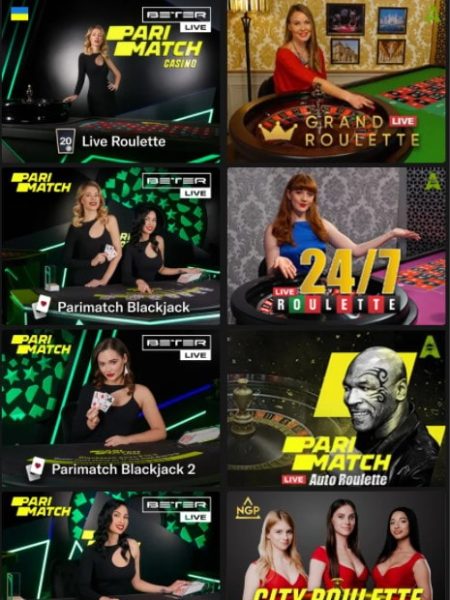 PARI
MATCH
CASINO
BETER
LIVE
20
Live Roulette
GRAND LIVE
ROULETTE
PARI
MATCH
BETER
LIVE
Parimatch Blackjack
24/7
LIVE ROULETTE
PARI
MATCH
BETER
LIVE
Parimatch Blackjack 2
PARI
MATCH
LIVE Auto Roulette
PARI
MATCH
BETER
LIVE
NGP
CITY ROULETTE